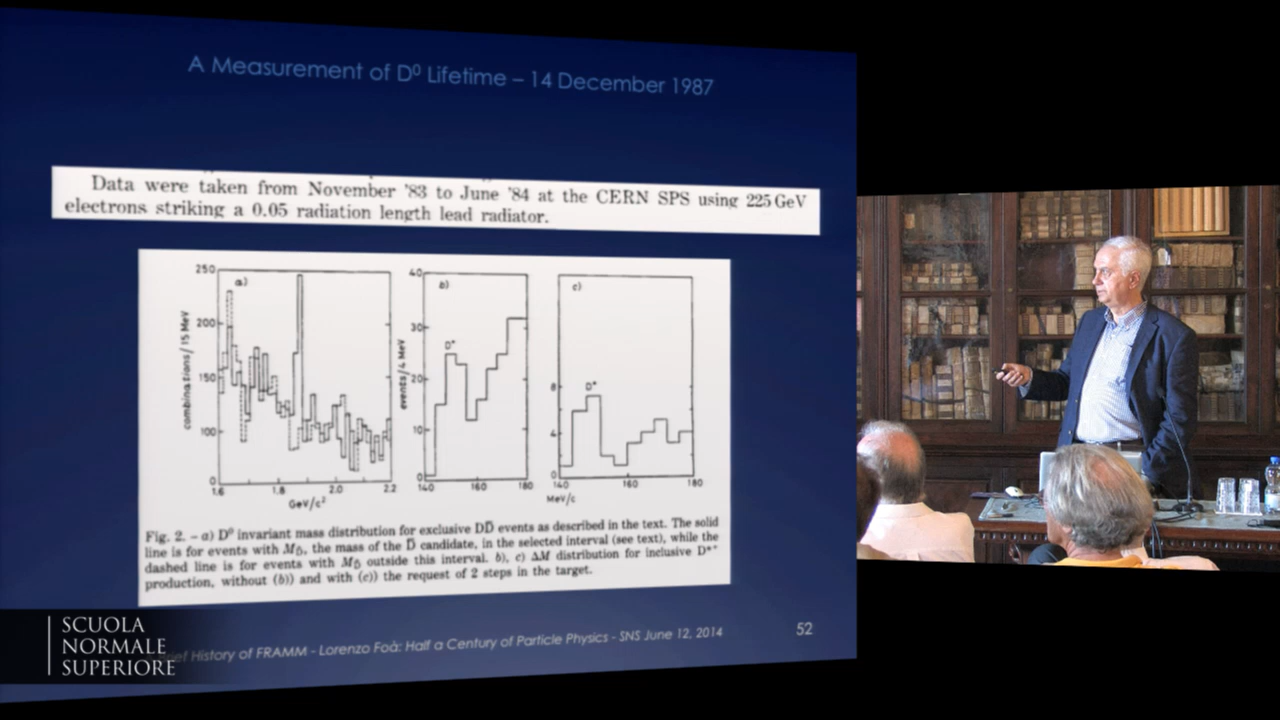 A Measurement of D⁰ Lifetime – 14 December 1987
Data were taken from November '83 to June '84 at the CERN SPS using 225 GeV
electrons striking a 0.05 radiation length lead radiator.
250
200
150
100
0
combinations/15 MeV
a)
1.6
1.8
2.0
2.2
GeV/c²
40
30
20
10
0
events/4 MeV
b)
D*
140
160
180
c)
8
4
0
D*
140
160
180
MeV/c
Fig. 2. – a) D⁰ invariant mass distribution for exclusive DD̄ events as described in the text. The solid
line is for events with M_D̄, the mass of the D̄ candidate, in the selected interval (see text), while the
dashed line is for events with M_D̄ outside this interval. b), c) ΔM distribution for inclusive D*⁺
production, without (b)) and with (c)) the request of 2 steps in the target.
History of FRAMM - Lorenzo Foà: Half a Century of Particle Physics - SNS June 12, 2014
52
SCUOLA
NORMALE
SUPERIORE